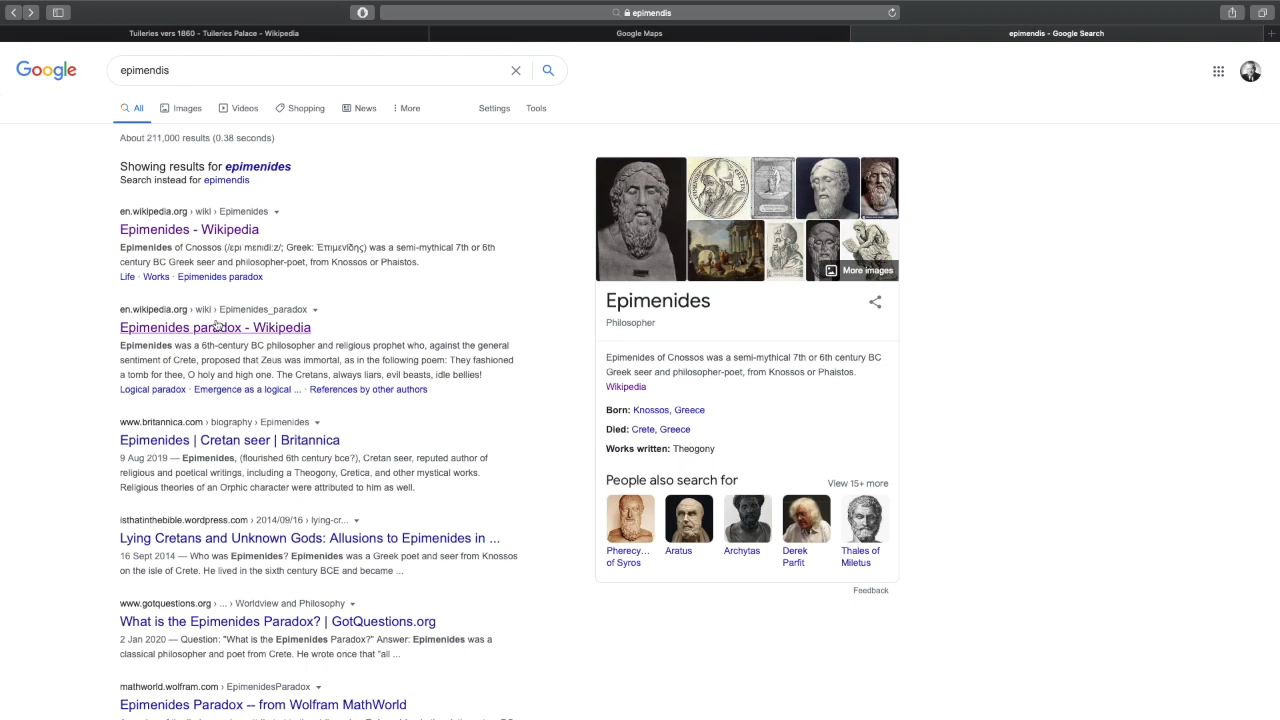 epimendis
Tuileries vers 1860 - Tuileries Palace - Wikipedia
Google Maps
epimendis - Google Search
Google
epimendis
All
Images
Videos
Shopping
News
More
Settings
Tools
About 211,000 results (0.38 seconds)
Showing results for epimenides
Search instead for epimendis
en.wikipedia.org › wiki › Epimenides
Epimenides - Wikipedia
Epimenides of Cnossos (/ɛpɪ mɛnɪdiːz/; Greek: Ἐπιμενίδης) was a semi-mythical 7th or 6th
century BC Greek seer and philosopher-poet, from Knossos or Phaistos.
Life · Works · Epimenides paradox
en.wikipedia.org › wiki › Epimenides_paradox
Epimenides paradox - Wikipedia
Epimenides was a 6th-century BC philosopher and religious prophet who, against the general
sentiment of Crete, proposed that Zeus was immortal, as in the following poem: They fashioned
a tomb for thee, O holy and high one. The Cretans, always liars, evil beasts, idle bellies!
Logical paradox · Emergence as a logical ... · References by other authors
www.britannica.com › biography › Epimenides
Epimenides | Cretan seer | Britannica
9 Aug 2019 — Epimenides, (flourished 6th century bce?), Cretan seer, reputed author of
religious and poetical writings, including a Theogony, Cretica, and other mystical works.
Religious theories of an Orphic character were attributed to him as well.
isthatinthebible.wordpress.com › 2014/09/16 › lying-cr...
Lying Cretans and Unknown Gods: Allusions to Epimenides in ...
16 Sept 2014 — Who was Epimenides? Epimenides was a Greek poet and seer from Knossos
on the isle of Crete. He lived in the sixth century BCE and became ...
www.gotquestions.org › ... › Worldview and Philosophy
What is the Epimenides Paradox? | GotQuestions.org
2 Jan 2020 — Question: "What is the Epimenides Paradox?" Answer: Epimenides was a
classical philosopher and poet from Crete. He wrote once that "all ...
mathworld.wolfram.com › EpimenidesParadox
Epimenides Paradox -- from Wolfram MathWorld
More images
Epimenides
Philosopher
Epimenides of Cnossos was a semi-mythical 7th or 6th century BC
Greek seer and philosopher-poet, from Knossos or Phaistos.
Wikipedia
Born: Knossos, Greece
Died: Crete, Greece
Works written: Theogony
People also search for
View 15+ more
Pherecy... of Syros
Aratus
Archytas
Derek Parfit
Thales of Miletus
Feedback